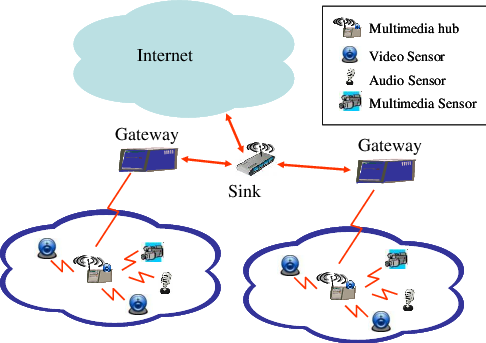 Internet
Multimedia hub
Video Sensor
Audio Sensor
Multimedia Sensor
Gateway
Gateway
Sink